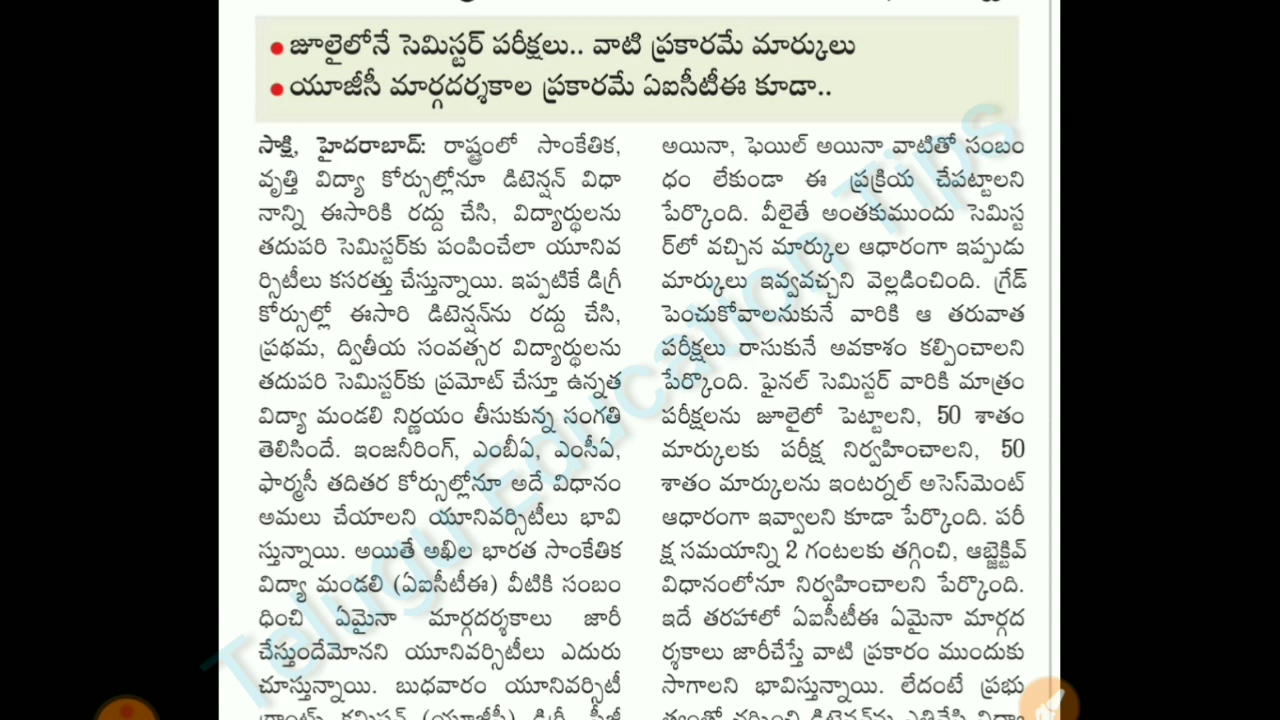 జూలైలోనే సెమిస్టర్ పరీక్షలు.. వాటి ప్రకారమే మార్కులు
యూజీసీ మార్గదర్శకాల ప్రకారమే ఏఐసీటీఈ కూడా..
సాక్షి, హైదరాబాద్: రాష్ట్రంలో సాంకేతిక,
వృత్తి విద్యా కోర్సుల్లోనూ డిటెన్షన్ విధా
నాన్ని ఈసారికి రద్దు చేసి, విద్యార్థులను
తదుపరి సెమిస్టర్‌కు పంపించేలా యూనివ
ర్సిటీలు కసరత్తు చేస్తున్నాయి. ఇప్పటికే డిగ్రీ
కోర్సుల్లో ఈసారి డిటెన్షన్‌ను రద్దు చేసి,
ప్రథమ, ద్వితీయ సంవత్సర విద్యార్థులను
తదుపరి సెమిస్టర్‌కు ప్రమోట్ చేస్తూ ఉన్నత
విద్యా మండలి నిర్ణయం తీసుకున్న సంగతి
తెలిసిందే. ఇంజనీరింగ్, ఎంబీఏ, ఎంసీఏ,
ఫార్మసీ తదితర కోర్సుల్లోనూ అదే విధానం
అమలు చేయాలని యూనివర్సిటీలు భావి
స్తున్నాయి. అయితే అఖిల భారత సాంకేతిక
విద్యా మండలి (ఏఐసీటీఈ) వీటికి సంబం
ధించి ఏమైనా మార్గదర్శకాలు జారీ
చేస్తుందేమోనని యూనివర్సిటీలు ఎదురు
చూస్తున్నాయి. బుధవారం యూనివర్సిటీ
గ్రాంట్స్ కమిషన్ (యూజీసీ) డిగ్రీ, పీజీ
అయినా, ఫెయిల్ అయినా వాటితో సంబం
ధం లేకుండా ఈ ప్రక్రియ చేపట్టాలని
పేర్కొంది. వీలైతే అంతకుముందు సెమిస్ట
ర్‌లో వచ్చిన మార్కుల ఆధారంగా ఇప్పుడు
మార్కులు ఇవ్వవచ్చని వెల్లడించింది. గ్రేడ్
పెంచుకోవాలనుకునే వారికి ఆ తరువాత
పరీక్షలు రాసుకునే అవకాశం కల్పించాలని
పేర్కొంది. ఫైనల్ సెమిస్టర్ వారికి మాత్రం
పరీక్షలను జూలైలో పెట్టాలని, 50 శాతం
మార్కులకు పరీక్ష నిర్వహించాలని, 50
శాతం మార్కులను ఇంటర్నల్ అసెస్‌మెంట్
ఆధారంగా ఇవ్వాలని కూడా పేర్కొంది. పరీ
క్ష సమయాన్ని 2 గంటలకు తగ్గించి, ఆబ్జెక్టివ్
విధానంలోనూ నిర్వహించాలని పేర్కొంది.
ఇదే తరహాలో ఏఐసీటీఈ ఏమైనా మార్గద
ర్శకాలు జారీచేస్తే వాటి ప్రకారం ముందుకు
సాగాలని భావిస్తున్నాయి. లేదంటే ప్రభు
Telugu Education Tips